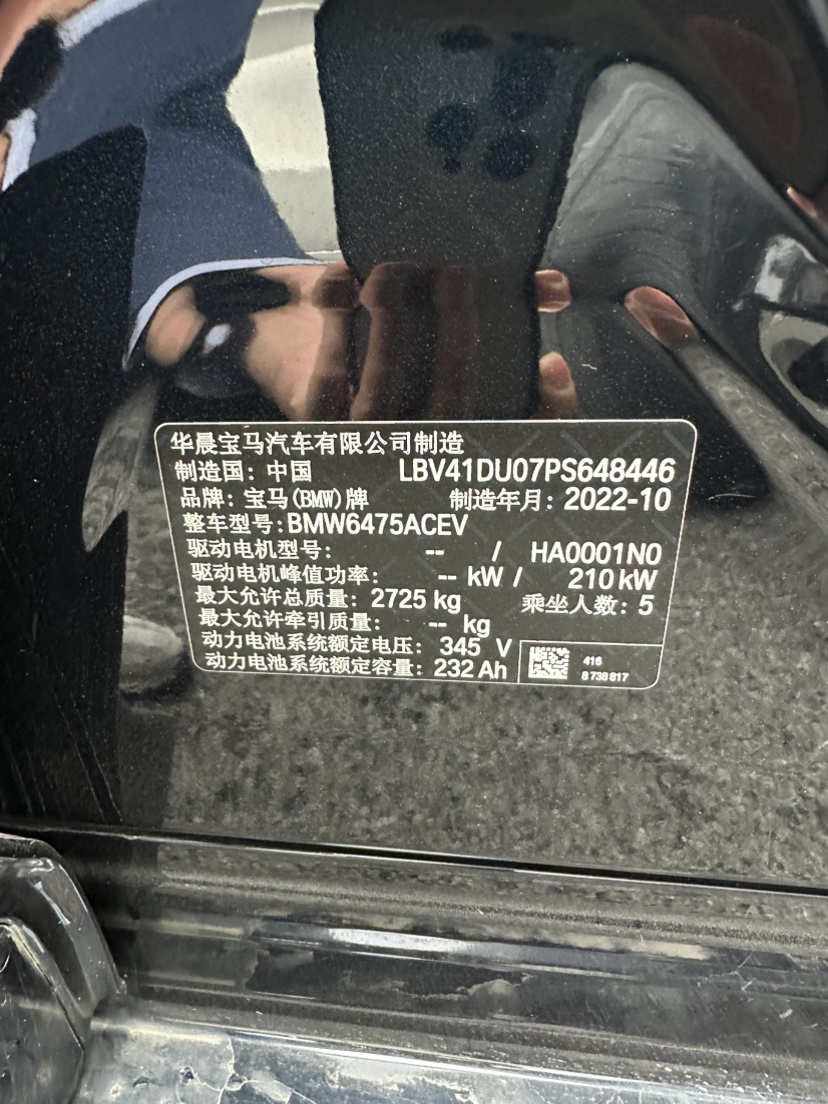 华晨宝马汽车有限公司制造
制造国: 中国 LBV41DU07PS648446
品牌: 宝马(BMW)牌 制造年月: 2022-10
整车型号:BMW6475ACEV
驱动电机型号: -- / HA0001N0
驱动电机峰值功率: -- kW / 210 kW
最大允许总质量: 2725 kg 乘坐人数: 5
最大允许牵引质量: -- kg
动力电池系统额定电压: 345 V
动力电池系统额定容量: 232 Ah
416
8 738 817